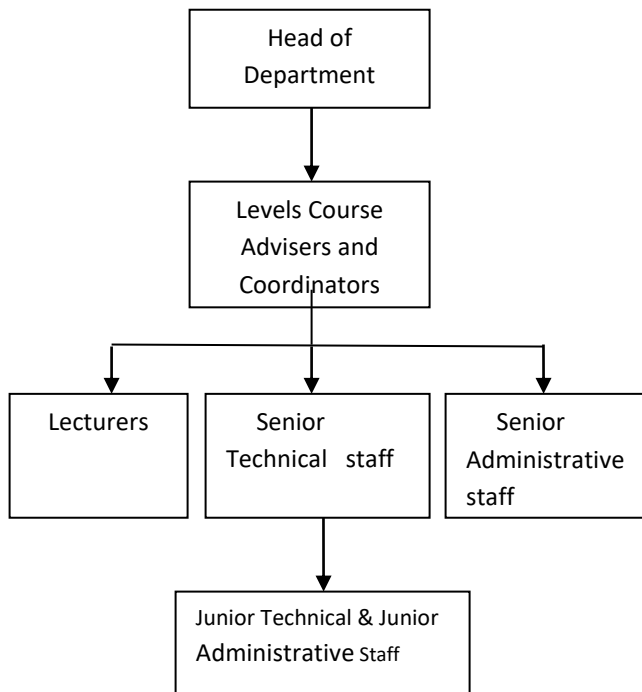 Head of
Department
Levels Course
Advisers and
Coordinators
Lecturers
Senior
Technical staff
Senior
Administrative
staff
Junior Technical & Junior
Administrative Staff